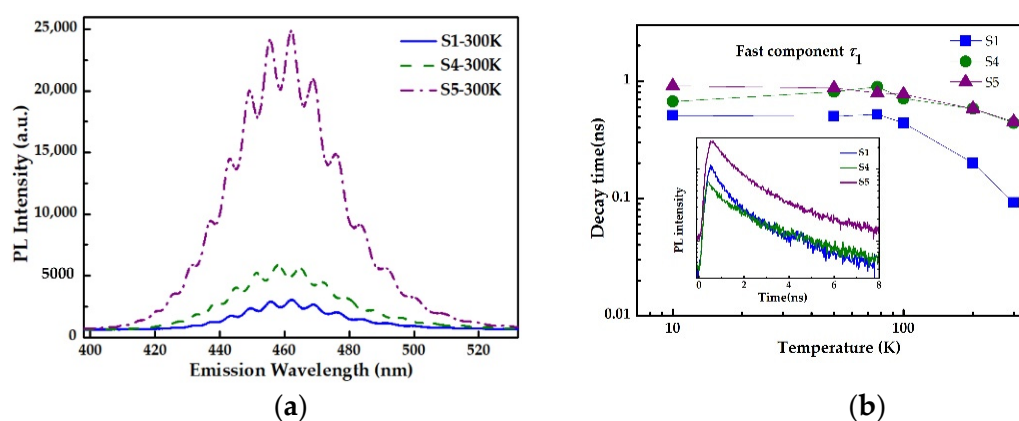 25,000
20,000
15,000
10,000
5000
0
400 420 440 460 480 500 520
PL Intensity (a.u.)
Emission Wavelength (nm)
S1-300K
S4-300K
S5-300K
(a)
Fast component τ1
S1
S4
S5
1
0.1
0.01
Decay time(ns)
10 100
Temperature (K)
S1
S4
S5
PL intensity
0 2 4 6 8
Time(ns)
(b)